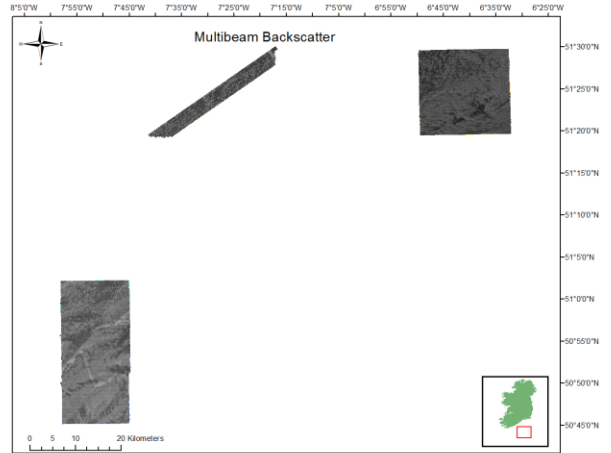 8°5'0"W 7°55'0"W 7°45'0"W 7°35'0"W 7°25'0"W 7°15'0"W 7°5'0"W 6°55'0"W 6°45'0"W 6°35'0"W 6°25'0"W
N
W E
S
Multibeam Backscatter
51°30'0"N
51°25'0"N
51°20'0"N
51°15'0"N
51°10'0"N
51°5'0"N
51°0'0"N
50°55'0"N
50°50'0"N
50°45'0"N
0 5 10 20 Kilometers